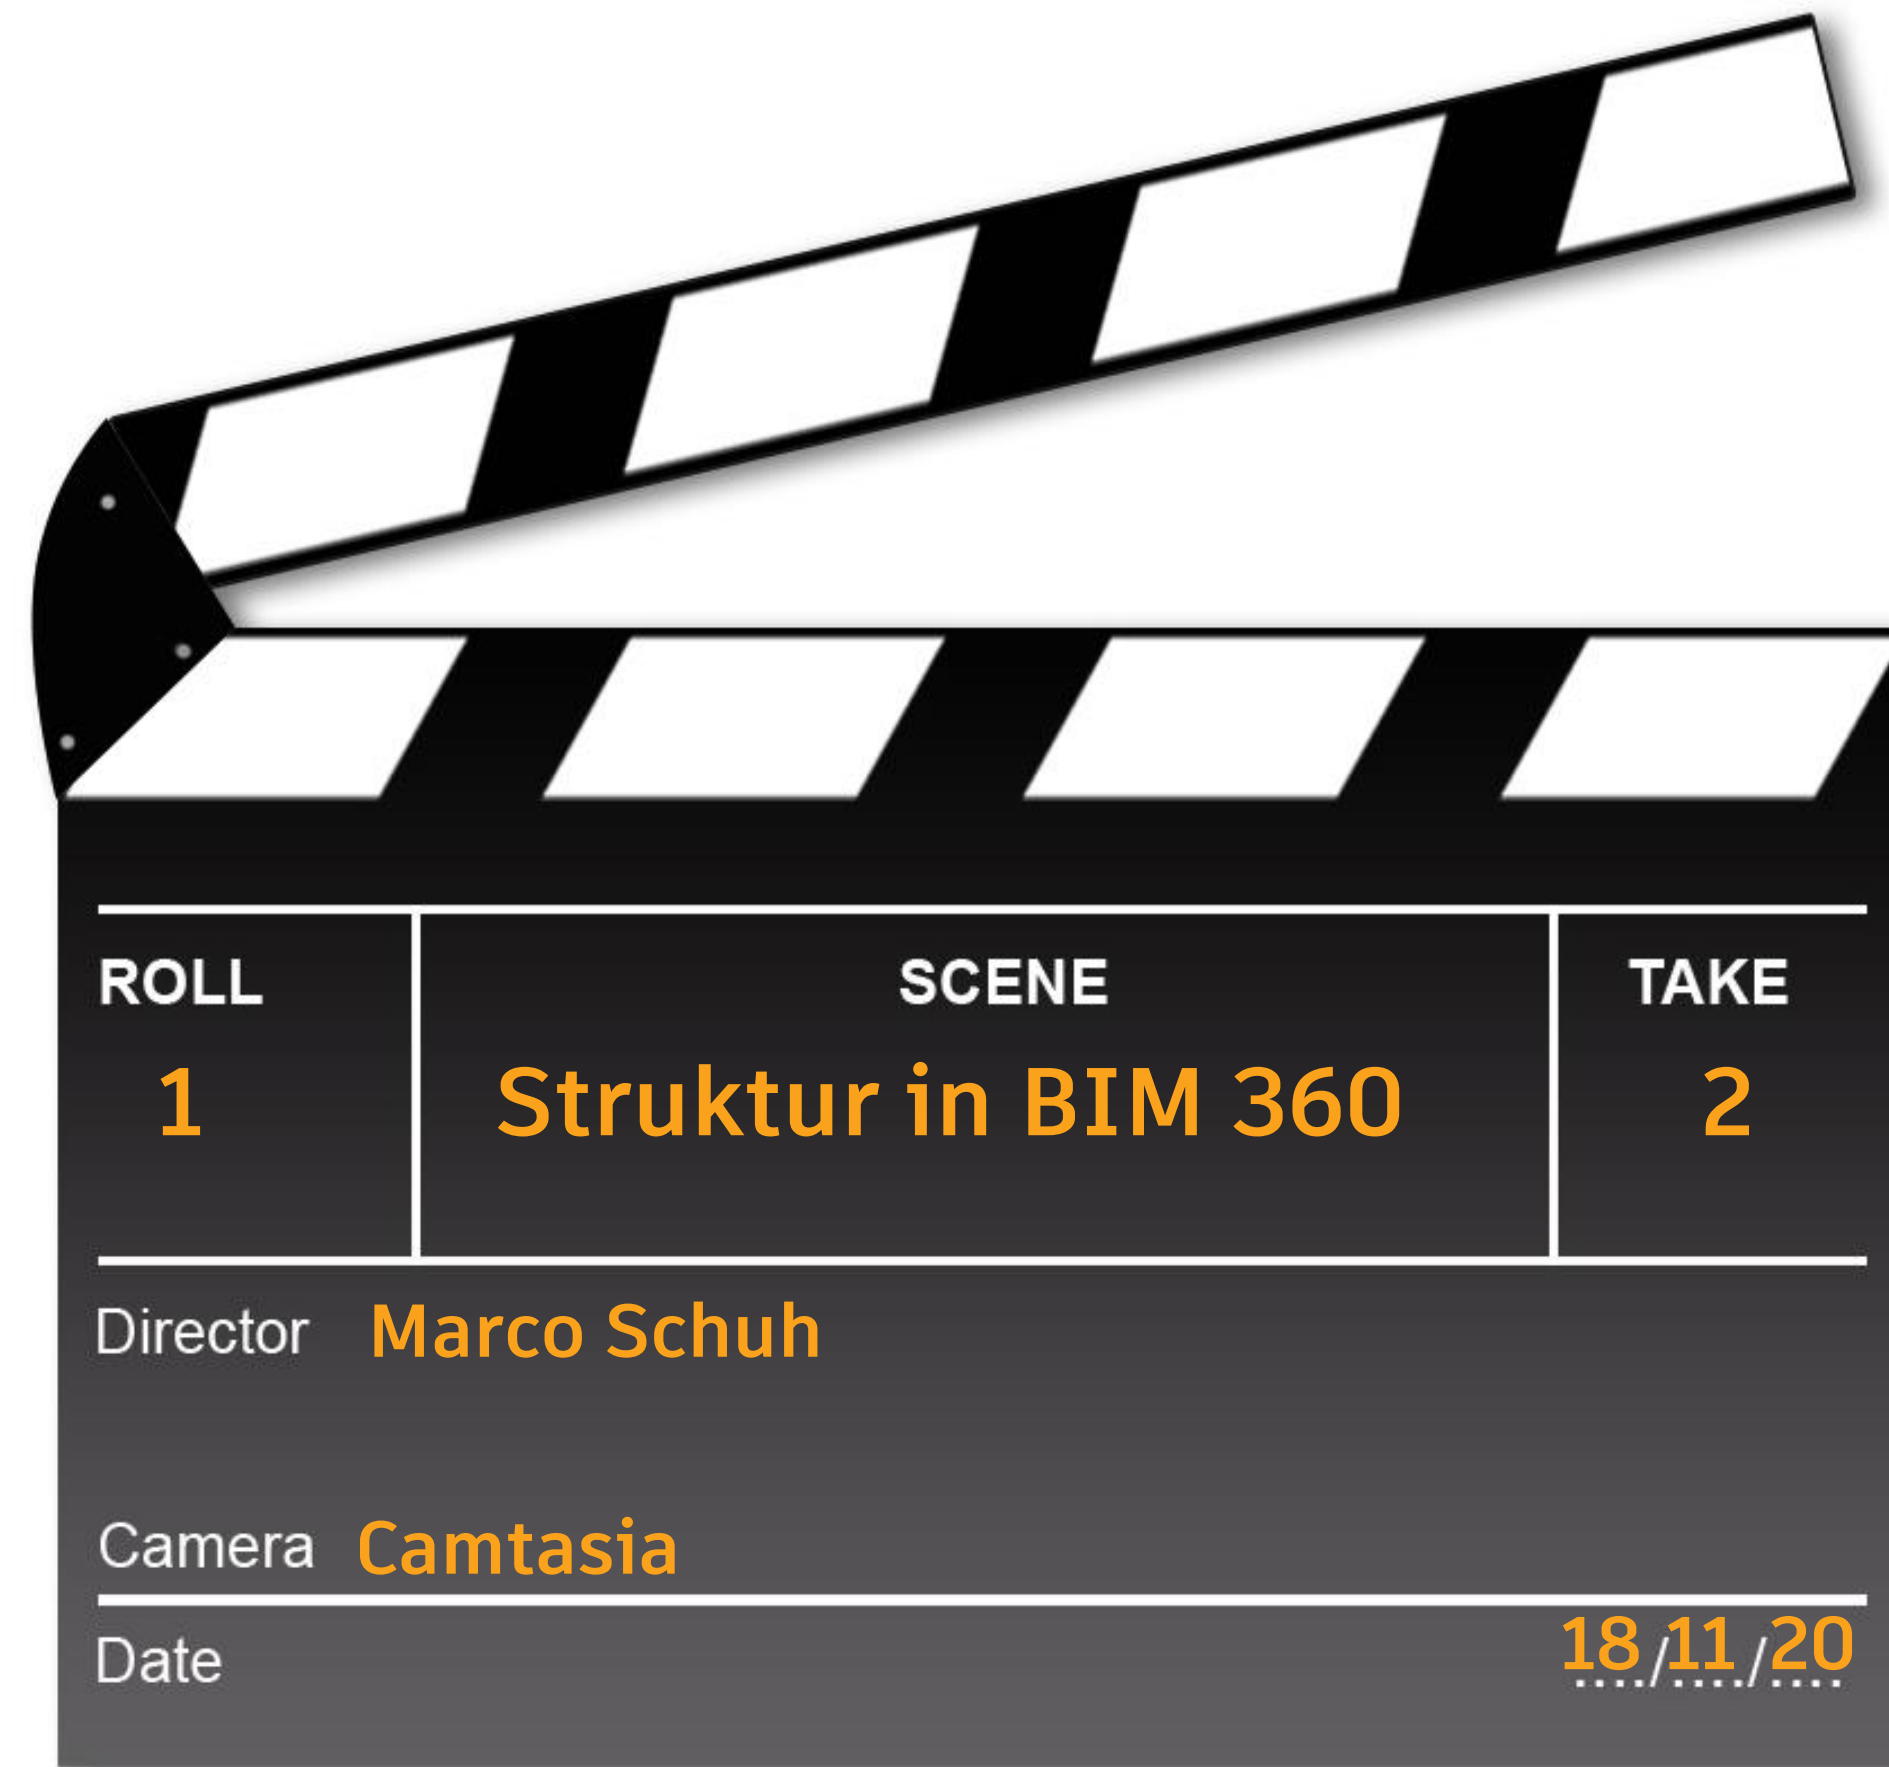 ROLL SCENE TAKE
1 Struktur in BIM 360 2
Director Marco Schuh
Camera Camtasia
Date 18/11/20